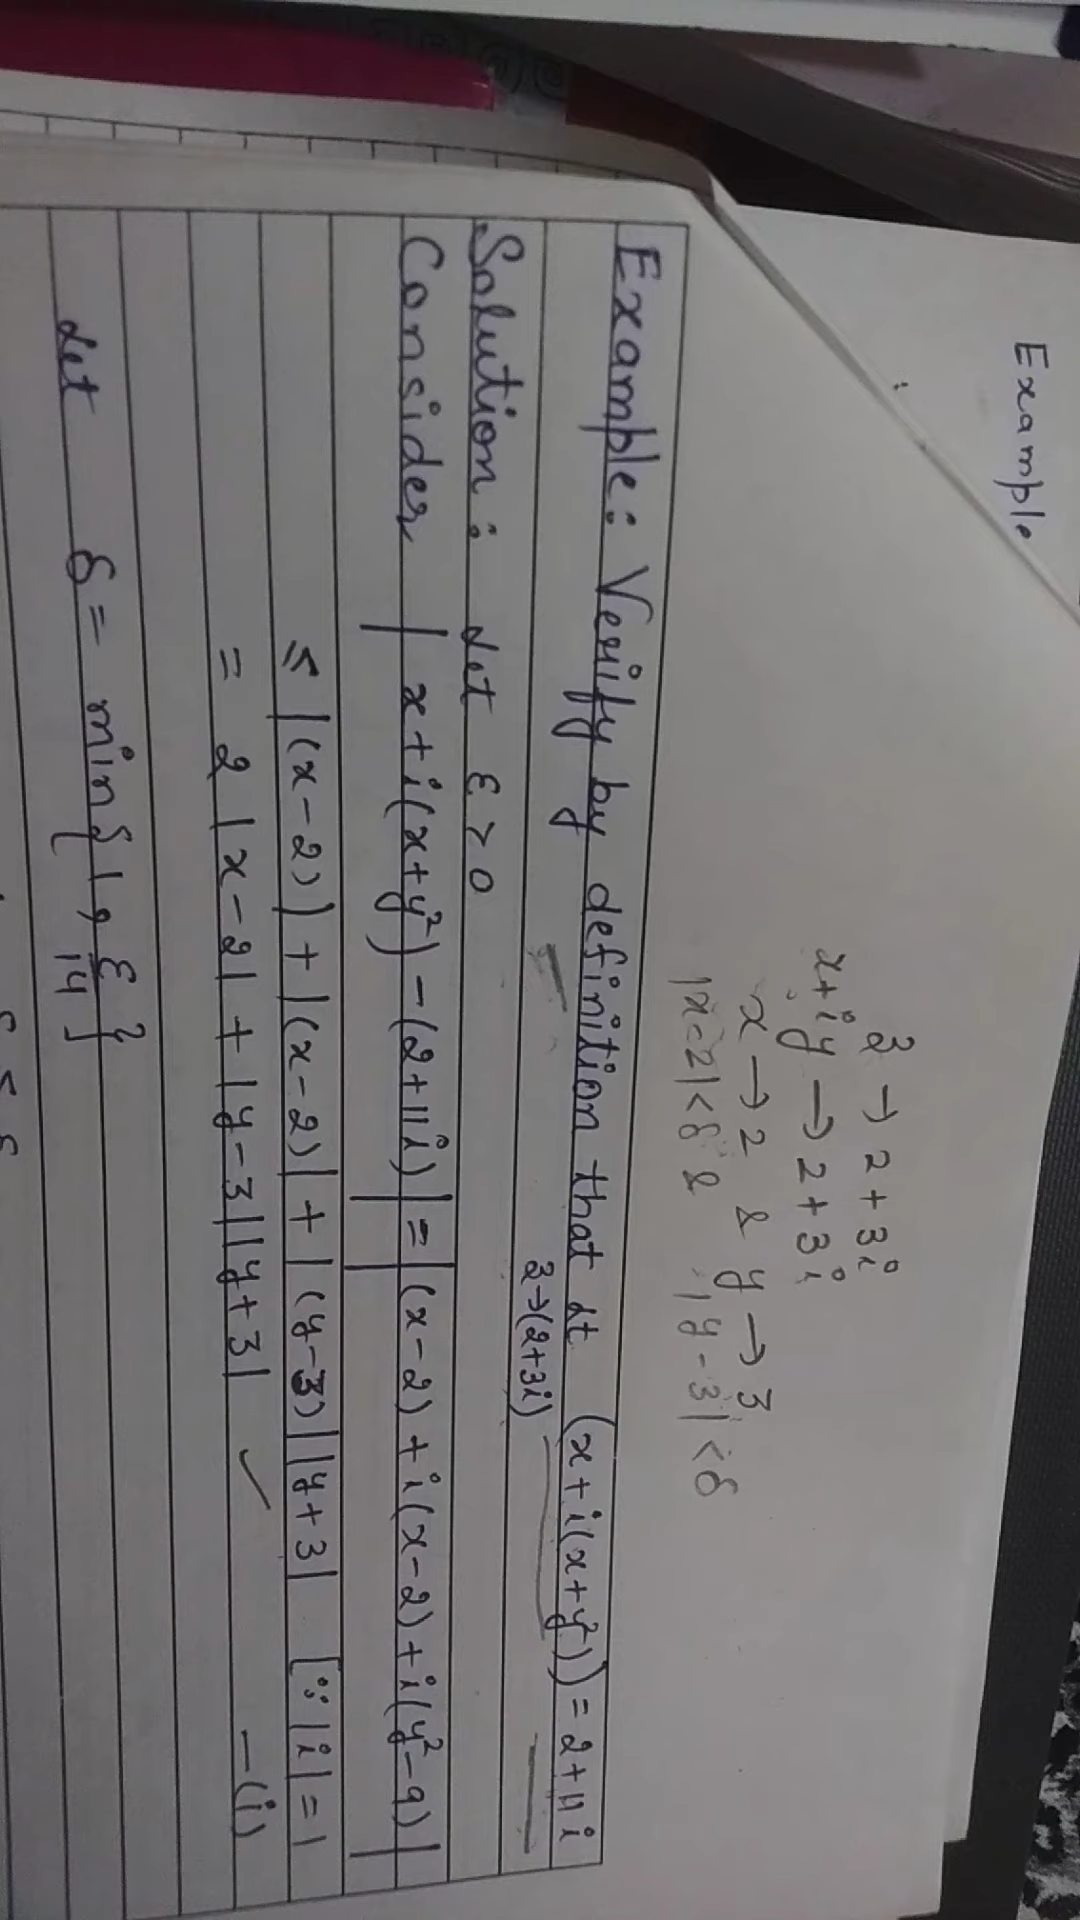 Example
z → 2 + 3i
x+iy → 2+3i
x → 2 & y → 3
|x-2|<δ & |y-3|<δ
Example: Verify by definition that lt (x+i(x+y²)) = 2+11i
z→(2+3i)
Solution: Let ε>0
Consider |x+i(x+y²)-(2+11i)| = |(x-2)+i(x-2)+i(y²-9)|
≤ |(x-2)| + |(x-2)| + |(y-3)||y+3| [∵ |i|=1
= 2|x-2| + |y-3||y+3| ✓ -(i)
Let δ = min{1, ε/14}